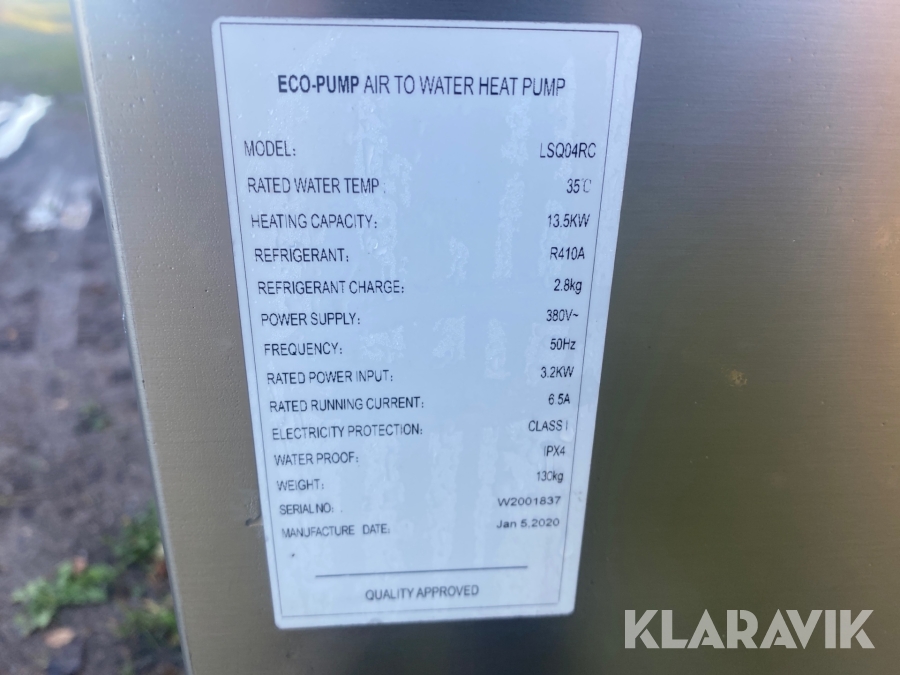 ECO-PUMP AIR TO WATER HEAT PUMP
MODEL: LSQ04RC
RATED WATER TEMP: 35℃
HEATING CAPACITY: 13.5KW
REFRIGERANT: R410A
REFRIGERANT CHARGE: 2.8kg
POWER SUPPLY: 380V~
FREQUENCY: 50Hz
RATED POWER INPUT: 3.2KW
RATED RUNNING CURRENT: 6.5A
ELECTRICITY PROTECTION: CLASS I
WATER PROOF: IPX4
WEIGHT: 130kg
SERIAL NO: W2001837
MANUFACTURE DATE: Jan 5,2020
QUALITY APPROVED
KLARAVIK